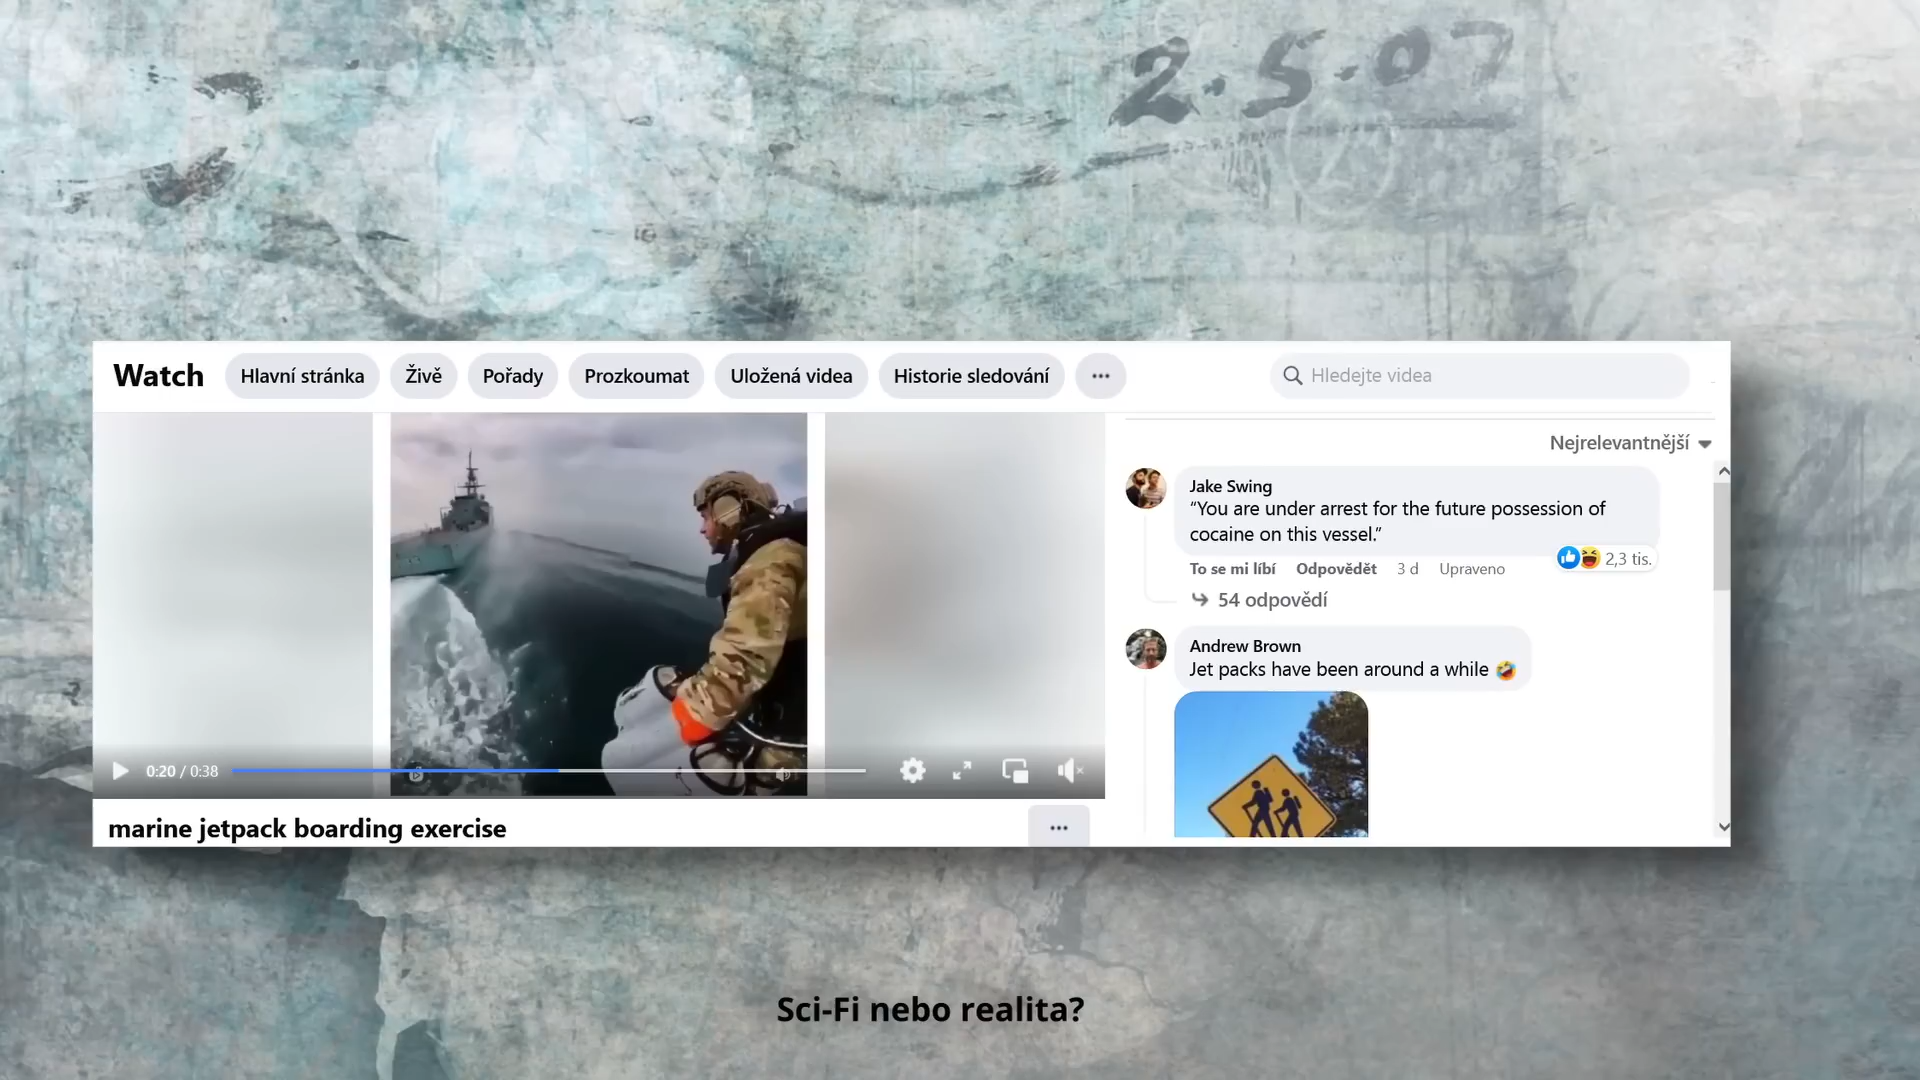 2.5.07
Watch
Hlavní stránka
Živě
Pořady
Prozkoumat
Uložená videa
Historie sledování
Hledejte videa
Nejrelevantnější
Jake Swing
“You are under arrest for the future possession of
cocaine on this vessel.”
2,3 tis.
To se mi líbí Odpovědět 3 d Upraveno
54 odpovědí
Andrew Brown
Jet packs have been around a while 🤣
0:20 / 0:38
marine jetpack boarding exercise
Sci-Fi nebo realita?